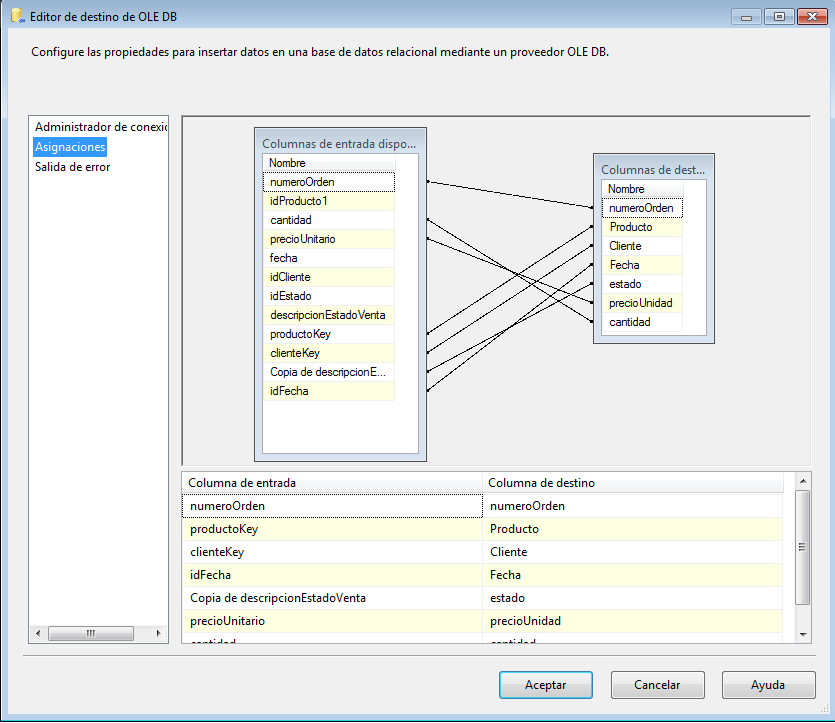 Editor de destino de OLE DB
Configure las propiedades para insertar datos en una base de datos relacional mediante un proveedor OLE DB.
Administrador de conexic
Asignaciones
Salida de error
Columnas de entrada dispo...
Nombre
numeroOrden
idProducto1
cantidad
precioUnitario
fecha
idCliente
idEstado
descripcionEstadoVenta
productoKey
clienteKey
Copia de descripcionE...
idFecha
Columnas de dest...
Nombre
numeroOrden
Producto
Cliente
Fecha
estado
precioUnidad
cantidad
Columna de entrada Columna de destino
numeroOrden numeroOrden
productoKey Producto
clienteKey Cliente
idFecha Fecha
Copia de descripcionEstadoVenta estado
precioUnitario precioUnidad
cantidad cantidad
Aceptar Cancelar Ayuda